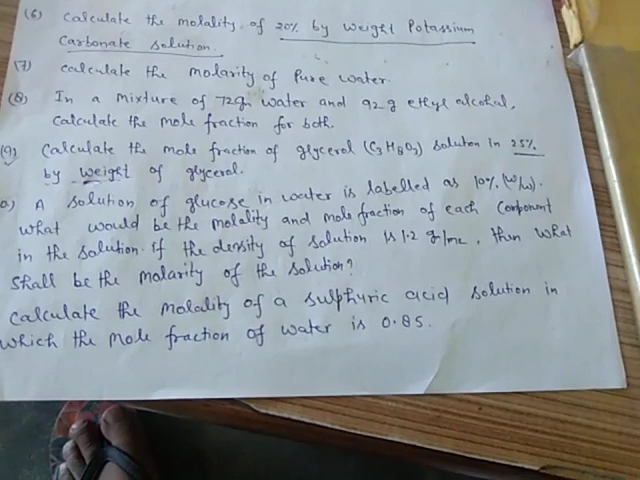 (6) Calculate the molality of 20% by weight Potassium
Carbonate solution.
(7) calculate the molarity of Pure water.
(8) In a mixture of 72gm water and 92 g ethyl alcohol.
Calculate the mole fraction for both.
(9) Calculate the mole fraction of glycerol (C3H8O3) solution in 25%
by weight of glycerol.
0) A solution of glucose in water is labelled as 10% (w/w).
What would be the molality and mole fraction of each Component
in the solution. if the density of solution is 1.2 g/mL, then What
Shall be the molarity of the solution?
Calculate the molality of a sulphuric acid solution in
which the mole fraction of water is 0.85.